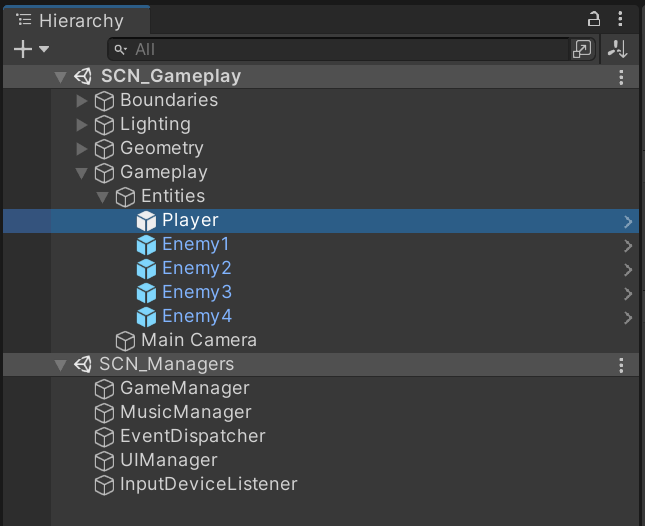 Hierarchy
All
SCN_Gameplay
Boundaries
Lighting
Geometry
Gameplay
Entities
Player
Enemy1
Enemy2
Enemy3
Enemy4
Main Camera
SCN_Managers
GameManager
MusicManager
EventDispatcher
UIManager
InputDeviceListener